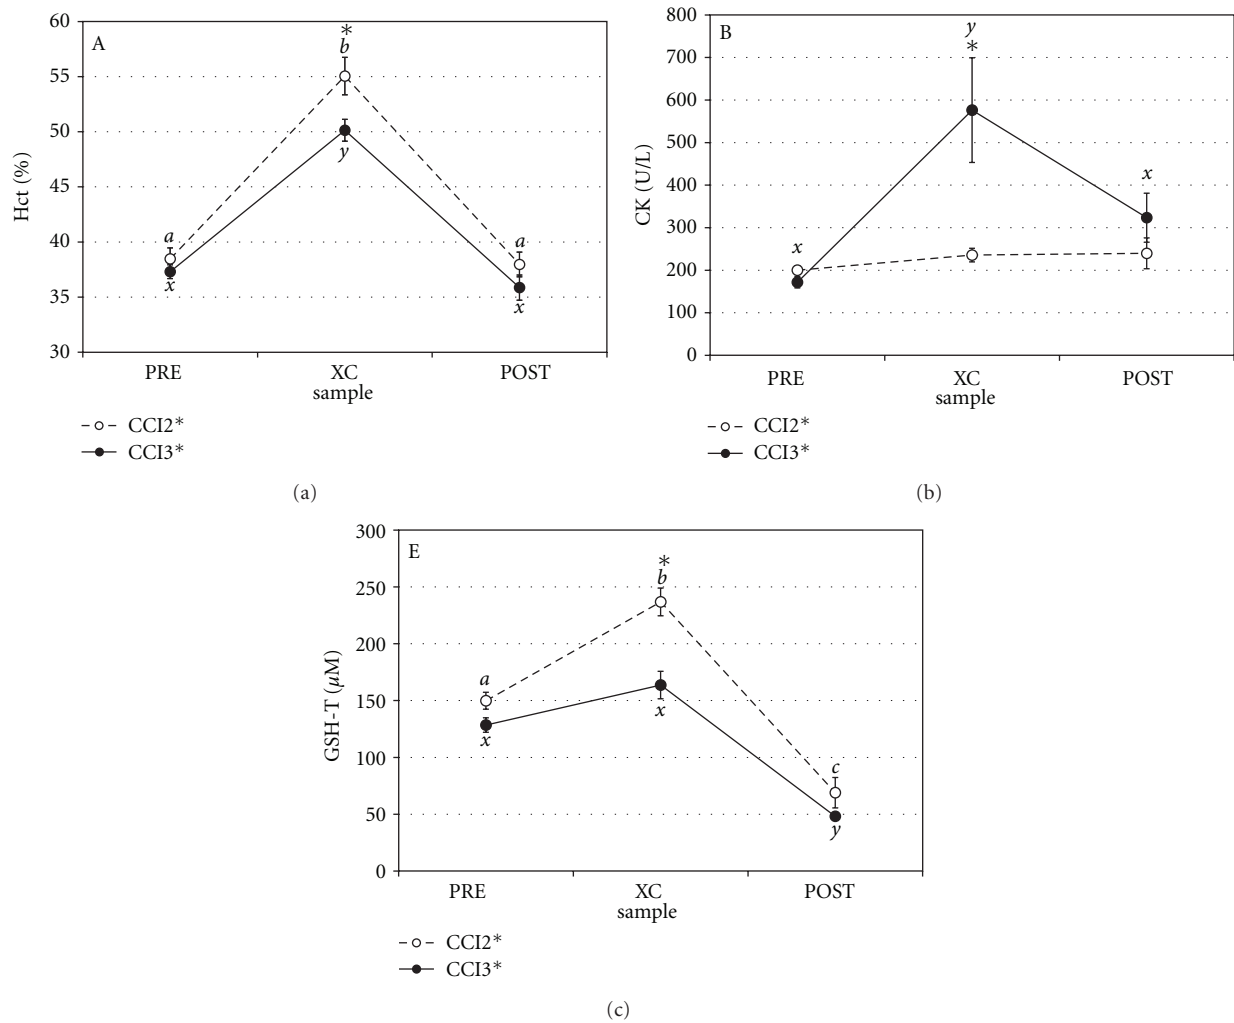 A
Hct (%)
60
55
50
45
40
35
30
*
b
y
a
x
a
x
PRE
XC
POST
sample
CCI2*
CCI3*
(a)
B
CK (U/L)
800
700
600
500
400
300
200
100
0
y
*
x
x
PRE
XC
POST
sample
CCI2*
CCI3*
(b)
E
GSH-T (µM)
300
250
200
150
100
50
0
*
b
a
x
x
c
y
PRE
XC
POST
sample
CCI2*
CCI3*
(c)